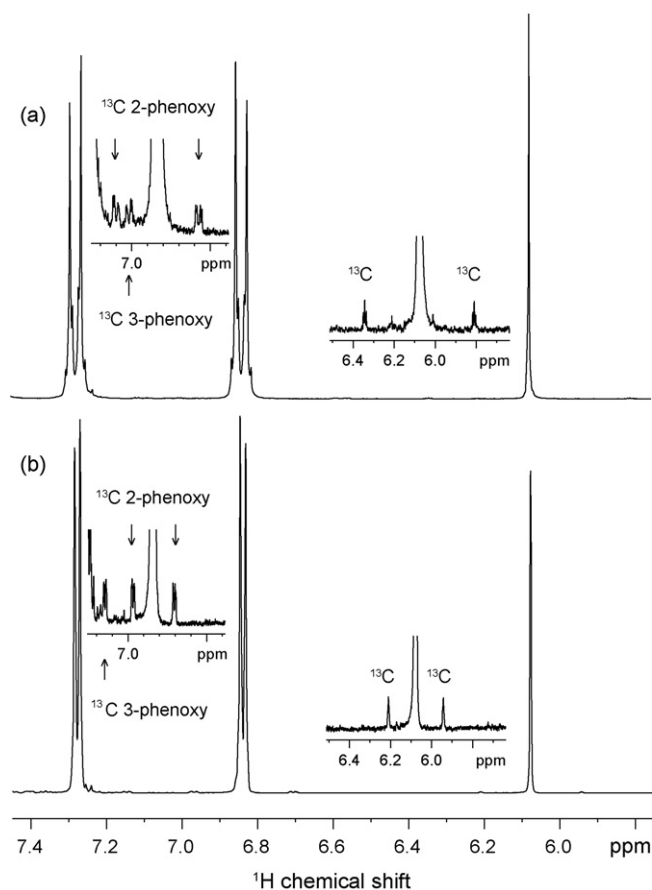 (a)
¹³C 2-phenoxy
7.0 ppm
¹³C 3-phenoxy
¹³C ¹³C
6.4 6.2 6.0 ppm
(b)
¹³C 2-phenoxy
7.0 ppm
¹³C 3-phenoxy
¹³C ¹³C
6.4 6.2 6.0 ppm
7.4 7.2 7.0 6.8 6.6 6.4 6.2 6.0 ppm
¹H chemical shift